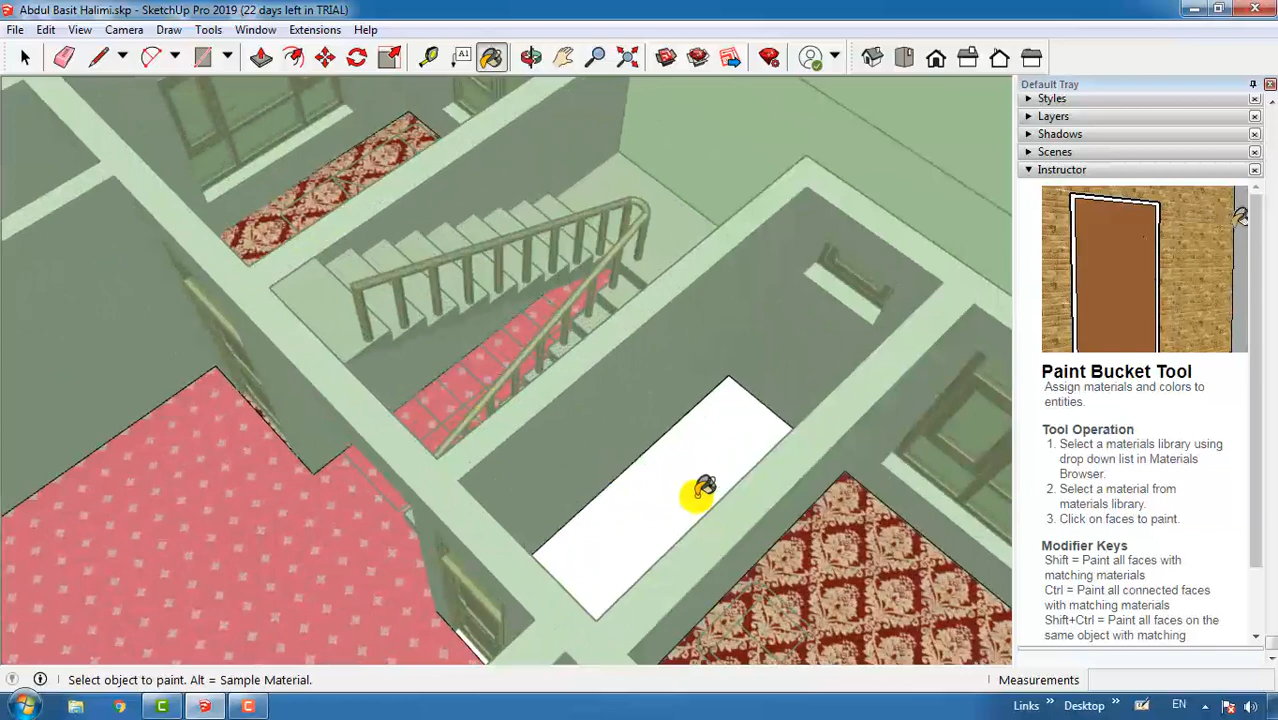 Abdul Basit Halimi.skp - SketchUp Pro 2019 (22 days left in TRIAL)
File Edit View Camera Draw Tools Window Extensions Help
A1
Default Tray
Styles
Layers
Shadows
Scenes
Instructor
Paint Bucket Tool
Assign materials and colors to
entities.
Tool Operation
1. Select a materials library using
drop down list in Materials
Browser.
2. Select a material from
materials library.
3. Click on faces to paint.
Modifier Keys
Shift = Paint all faces with
matching materials
Ctrl = Paint all connected faces
with matching materials
Shift+Ctrl = Paint all faces on the
same object with matching
Select object to paint. Alt = Sample Material.
Measurements
Links » Desktop » EN